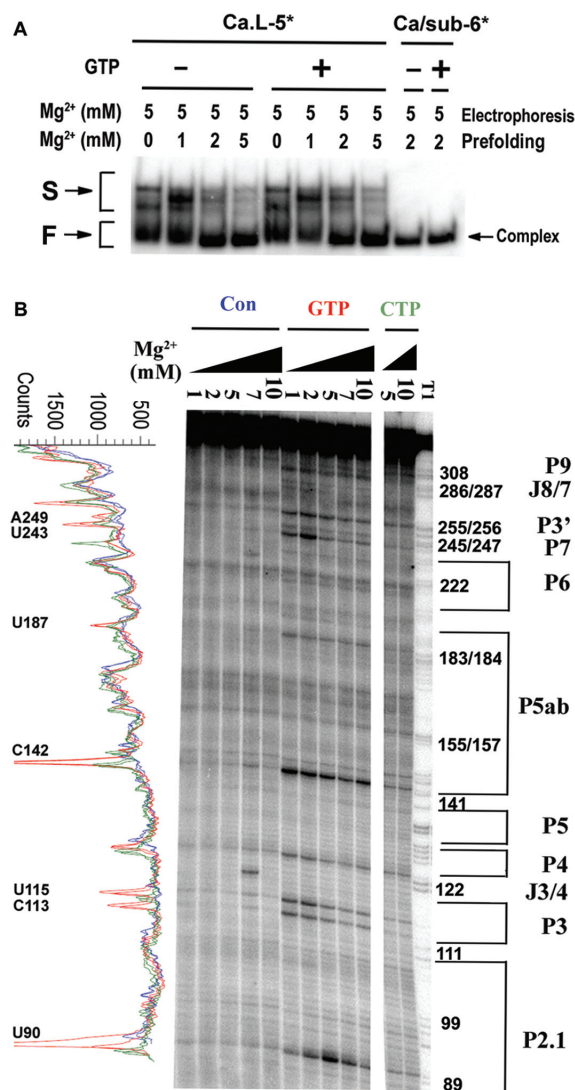 A
Ca.L-5* Ca/sub-6*
GTP − + − +
Mg²⁺ (mM) 5 5 5 5 5 5 5 5 5 5 Electrophoresis
Mg²⁺ (mM) 0 1 2 5 0 1 2 5 2 2 Prefolding
S
F
Complex
B
Con GTP CTP
Mg²⁺
(mM)
1 2 5 7 10 1 2 5 7 10 5 10 T1
Counts
1500 1000 500
308 P9
286/287 J8/7
A249
255/256 P3'
U243
245/247 P7
222 P6
U187
183/184
P5ab
C142
155/157
141
P5
P4
U115
122 J3/4
C113
P3
111
U90
99
P2.1
89